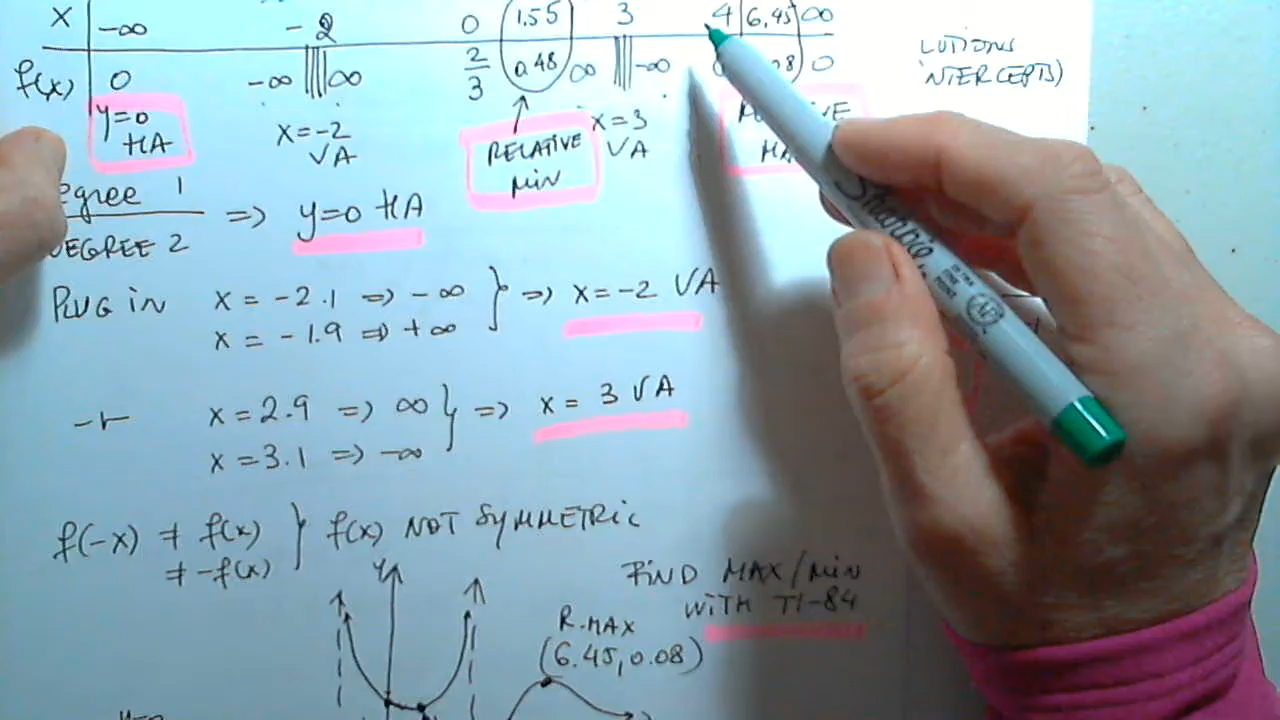 x -∞ -2 0 1.55 3 4 6.45 ∞
f(x) 0 -∞ ∞ 2/3 0.48 ∞ -∞ 0
y=0 HA
x=-2 VA
RELATIVE MIN
x=3 VA
DEGREE 2 => y=0 HA
PLUG IN x = -2.1 => -∞
x = -1.9 => +∞ } => x=-2 VA
x = 2.9 => ∞
x = 3.1 => -∞ } => x = 3 VA
f(-x) ≠ f(x)
≠ -f(x) } f(x) NOT SYMMETRIC
FIND MAX/MIN
WITH TI-84
y
R.MAX
(6.45, 0.08)
Sharpie